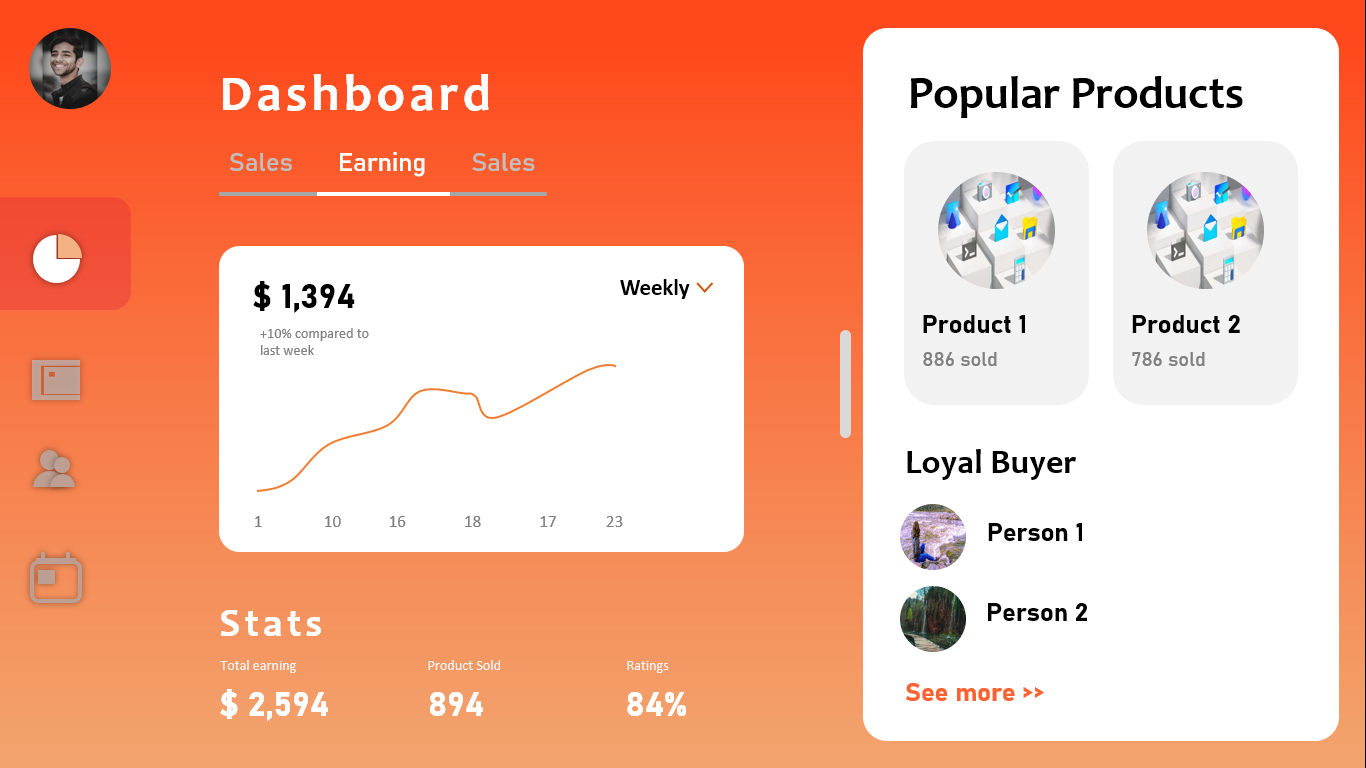 Dashboard
Sales Earning Sales
$ 1,394
Weekly
+10% compared to
last week
1 10 16 18 17 23
Stats
Total earning Product Sold Ratings
$ 2,594 894 84%
Popular Products
Product 1 Product 2
886 sold 786 sold
Loyal Buyer
Person 1
Person 2
See more >>